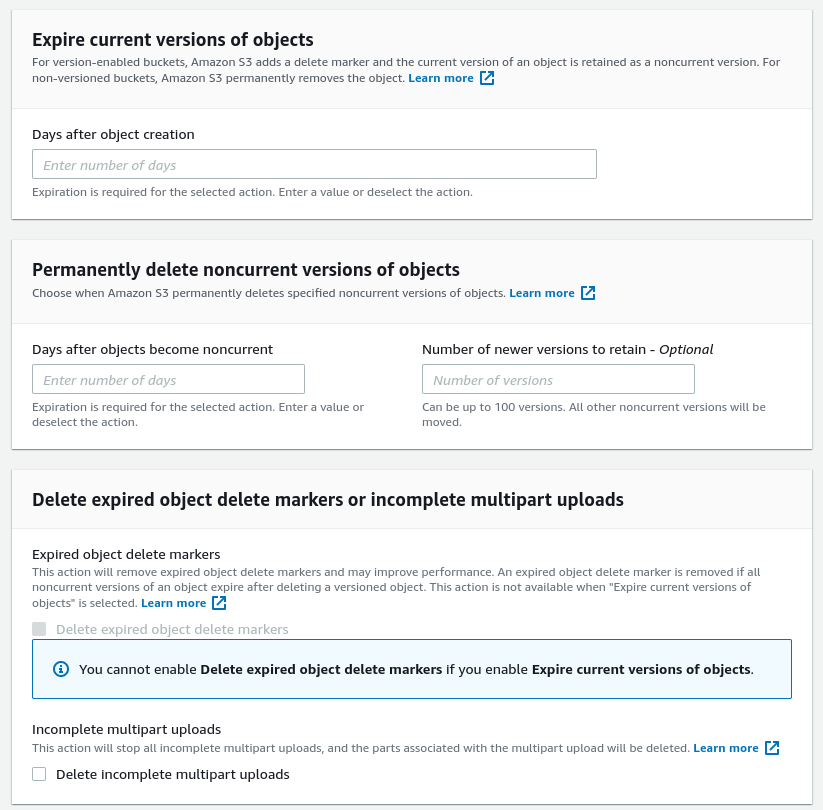 Expire current versions of objects
For version-enabled buckets, Amazon S3 adds a delete marker and the current version of an object is retained as a noncurrent version. For
non-versioned buckets, Amazon S3 permanently removes the object. Learn more
Days after object creation
Enter number of days
Expiration is required for the selected action. Enter a value or deselect the action.
Permanently delete noncurrent versions of objects
Choose when Amazon S3 permanently deletes specified noncurrent versions of objects. Learn more
Days after objects become noncurrent
Enter number of days
Expiration is required for the selected action. Enter a value or
deselect the action.
Number of newer versions to retain - Optional
Number of versions
Can be up to 100 versions. All other noncurrent versions will be
moved.
Delete expired object delete markers or incomplete multipart uploads
Expired object delete markers
This action will remove expired object delete markers and may improve performance. An expired object delete marker is removed if all
noncurrent versions of an object expire after deleting a versioned object. This action is not available when "Expire current versions of
objects" is selected. Learn more
Delete expired object delete markers
You cannot enable Delete expired object delete markers if you enable Expire current versions of objects.
Incomplete multipart uploads
This action will stop all incomplete multipart uploads, and the parts associated with the multipart upload will be deleted. Learn more
Delete incomplete multipart uploads